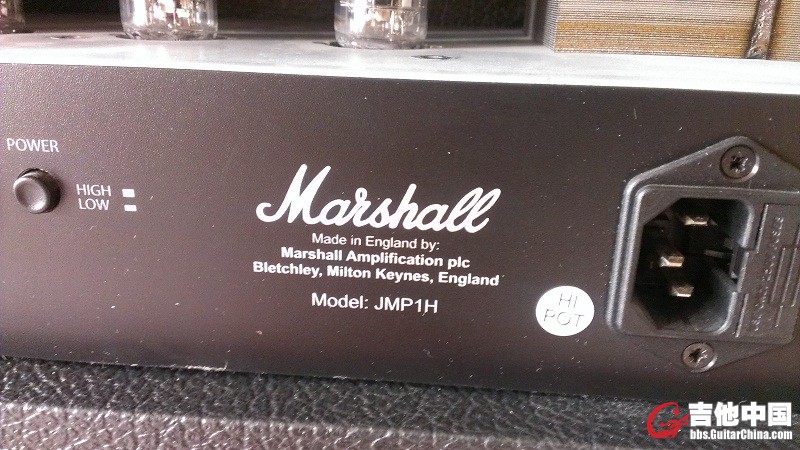 POWER
HIGH
LOW
Marshall
Made in England by:
Marshall Amplification plc
Bletchley, Milton Keynes, England
Model: JMP1H
HI
POT
吉他中国
bbs.GuitarChina.com